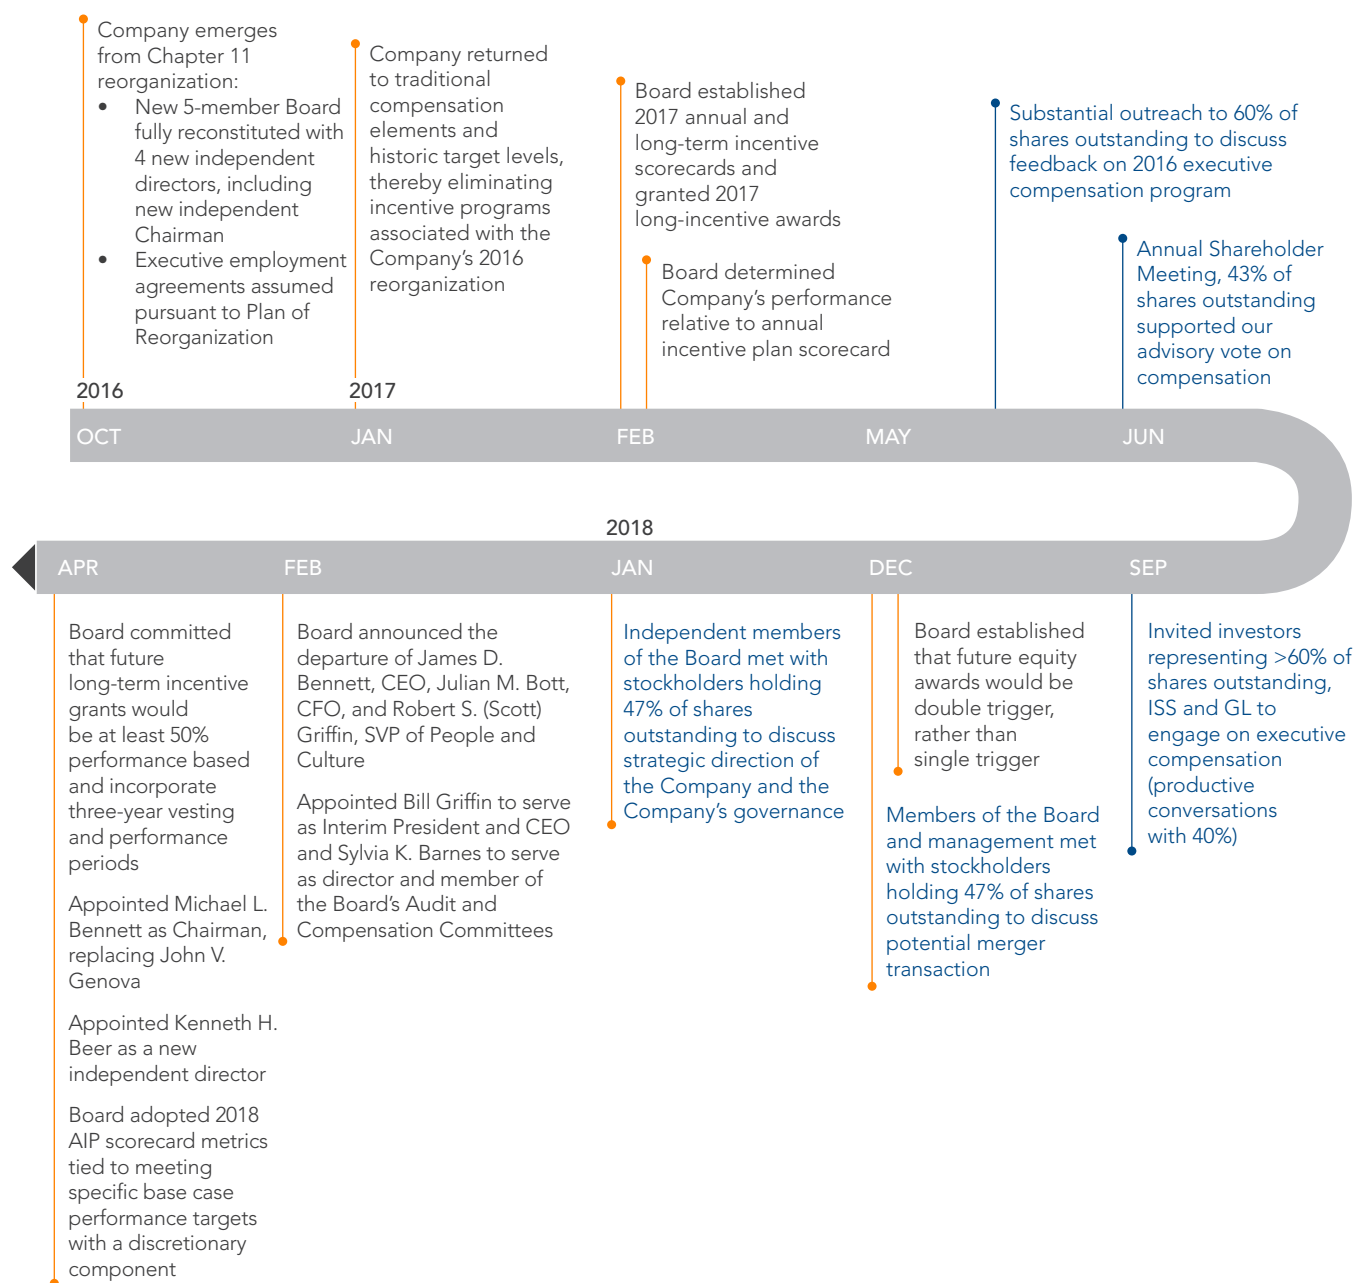 Company emerges
from Chapter 11
reorganization:
• New 5-member Board
fully reconstituted with
4 new independent
directors, including
new independent
Chairman
• Executive employment
agreements assumed
pursuant to Plan of
Reorganization
Company returned
to traditional
compensation
elements and
historic target levels,
thereby eliminating
incentive programs
associated with the
Company’s 2016
reorganization
Board established
2017 annual and
long-term incentive
scorecards and
granted 2017
long-incentive awards
Board determined
Company’s performance
relative to annual
incentive plan scorecard
Substantial outreach to 60% of
shares outstanding to discuss
feedback on 2016 executive
compensation program
Annual Shareholder
Meeting, 43% of
shares outstanding
supported our
advisory vote on
compensation
2016
2017
OCT
JAN
FEB
MAY
JUN
2018
APR
FEB
JAN
DEC
SEP
Board committed
that future
long-term incentive
grants would
be at least 50%
performance based
and incorporate
three-year vesting
and performance
periods
Appointed Michael L.
Bennett as Chairman,
replacing John V.
Genova
Appointed Kenneth H.
Beer as a new
independent director
Board adopted 2018
AIP scorecard metrics
tied to meeting
specific base case
performance targets
with a discretionary
component
Board announced the
departure of James D.
Bennett, CEO, Julian M. Bott,
CFO, and Robert S. (Scott)
Griffin, SVP of People and
Culture
Appointed Bill Griffin to serve
as Interim President and CEO
and Sylvia K. Barnes to serve
as director and member of
the Board’s Audit and
Compensation Committees
Independent members
of the Board met with
stockholders holding
47% of shares
outstanding to discuss
strategic direction of
the Company and the
Company’s governance
Board established
that future equity
awards would be
double trigger,
rather than
single trigger
Members of the Board
and management met
with stockholders
holding 47% of shares
outstanding to discuss
potential merger
transaction
Invited investors
representing >60% of
shares outstanding,
ISS and GL to
engage on executive
compensation
(productive
conversations
with 40%)